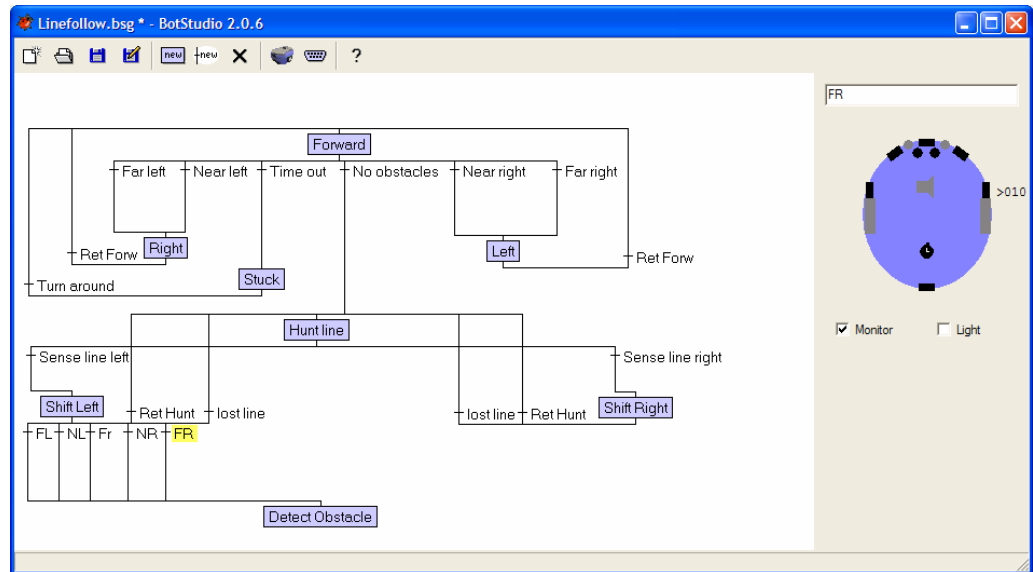 Linefollow.bsg * - BotStudio 2.0.6
new new ?
FR
Forward
Far left Near left Time out No obstacles Near right Far right
>010
Ret Forw Right Left Ret Forw
Turn around Stuck
Hunt line
Monitor Light
Sense line left Sense line right
Shift Left Ret Hunt lost line lost line Ret Hunt Shift Right
FL NL Fr NR FR
Detect Obstacle